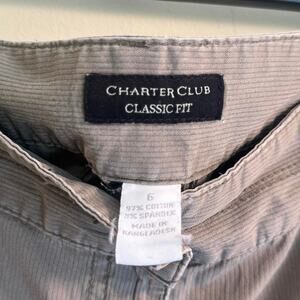 CHARTER CLUB
CLASSIC FIT
6
97% COTTON
3% SPANDEX
MADE IN
BANGLADESH